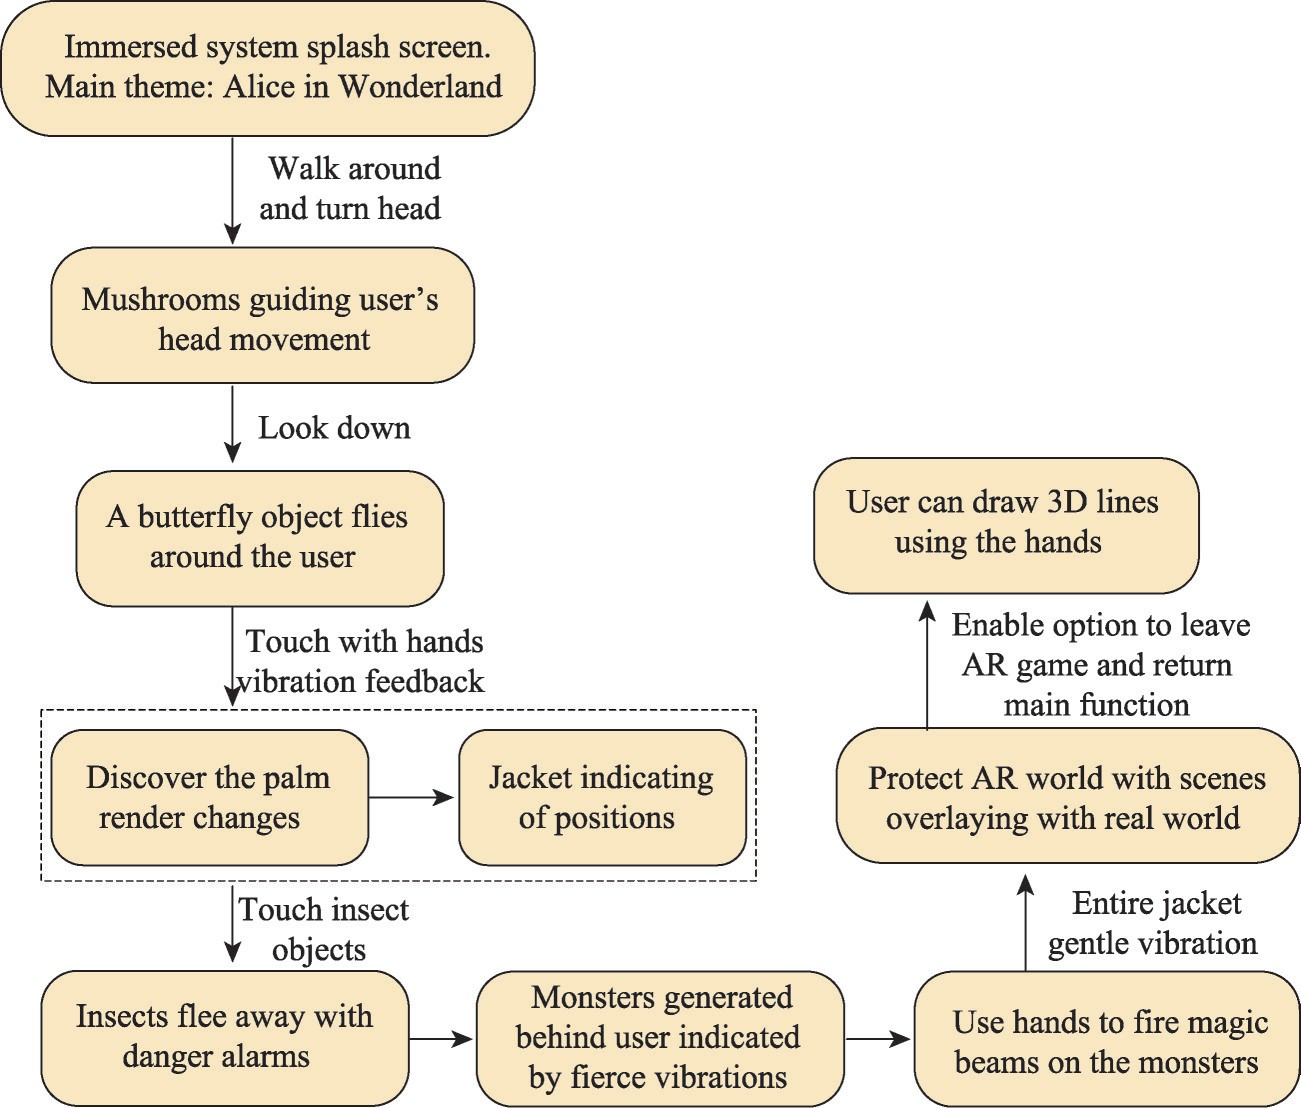 Immersed system splash screen.
Main theme: Alice in Wonderland
Walk around
and turn head
Mushrooms guiding user’s
head movement
Look down
A butterfly object flies
around the user
Touch with hands
vibration feedback
Discover the palm
render changes
Jacket indicating
of positions
Touch insect
objects
Insects flee away with
danger alarms
Monsters generated
behind user indicated
by fierce vibrations
Use hands to fire magic
beams on the monsters
Entire jacket
gentle vibration
Protect AR world with scenes
overlaying with real world
Enable option to leave
AR game and return
main function
User can draw 3D lines
using the hands